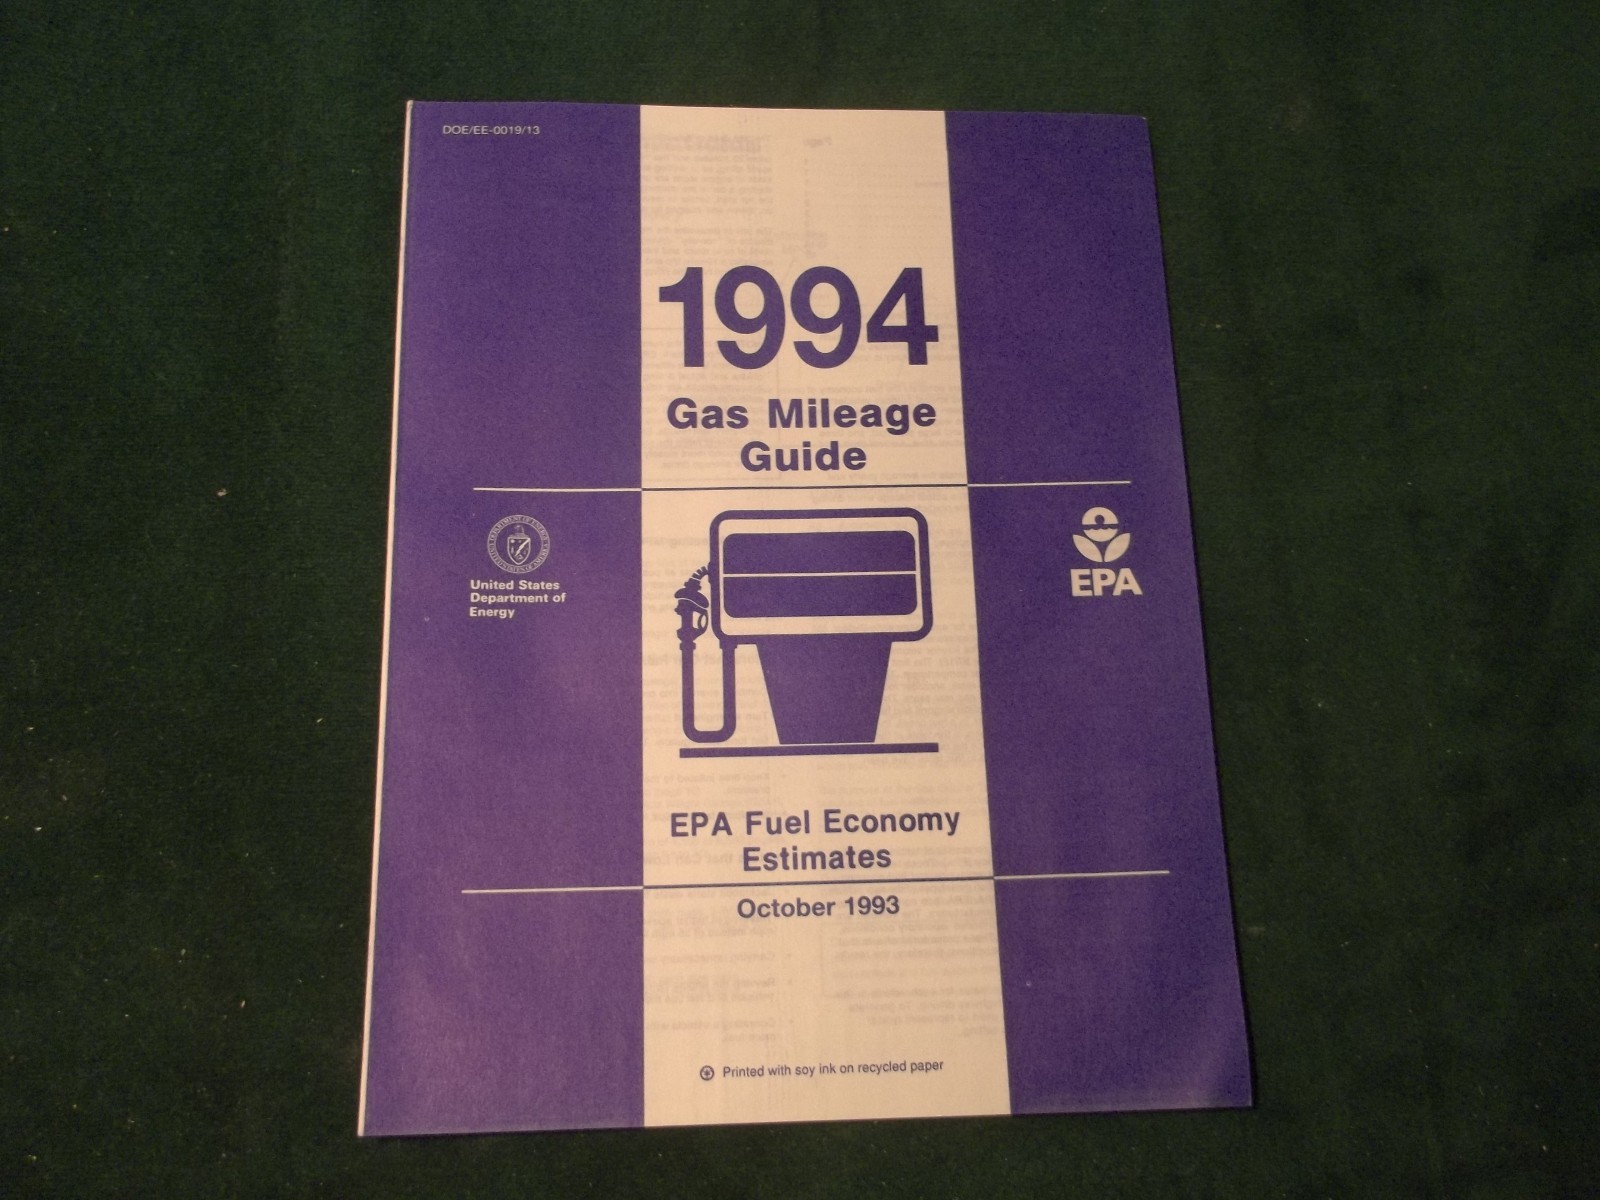 DOE/EE-0019/13
1994
Gas Mileage
Guide
United States
Department of
Energy
EPA
EPA Fuel Economy
Estimates
October 1993
Printed with soy ink on recycled paper